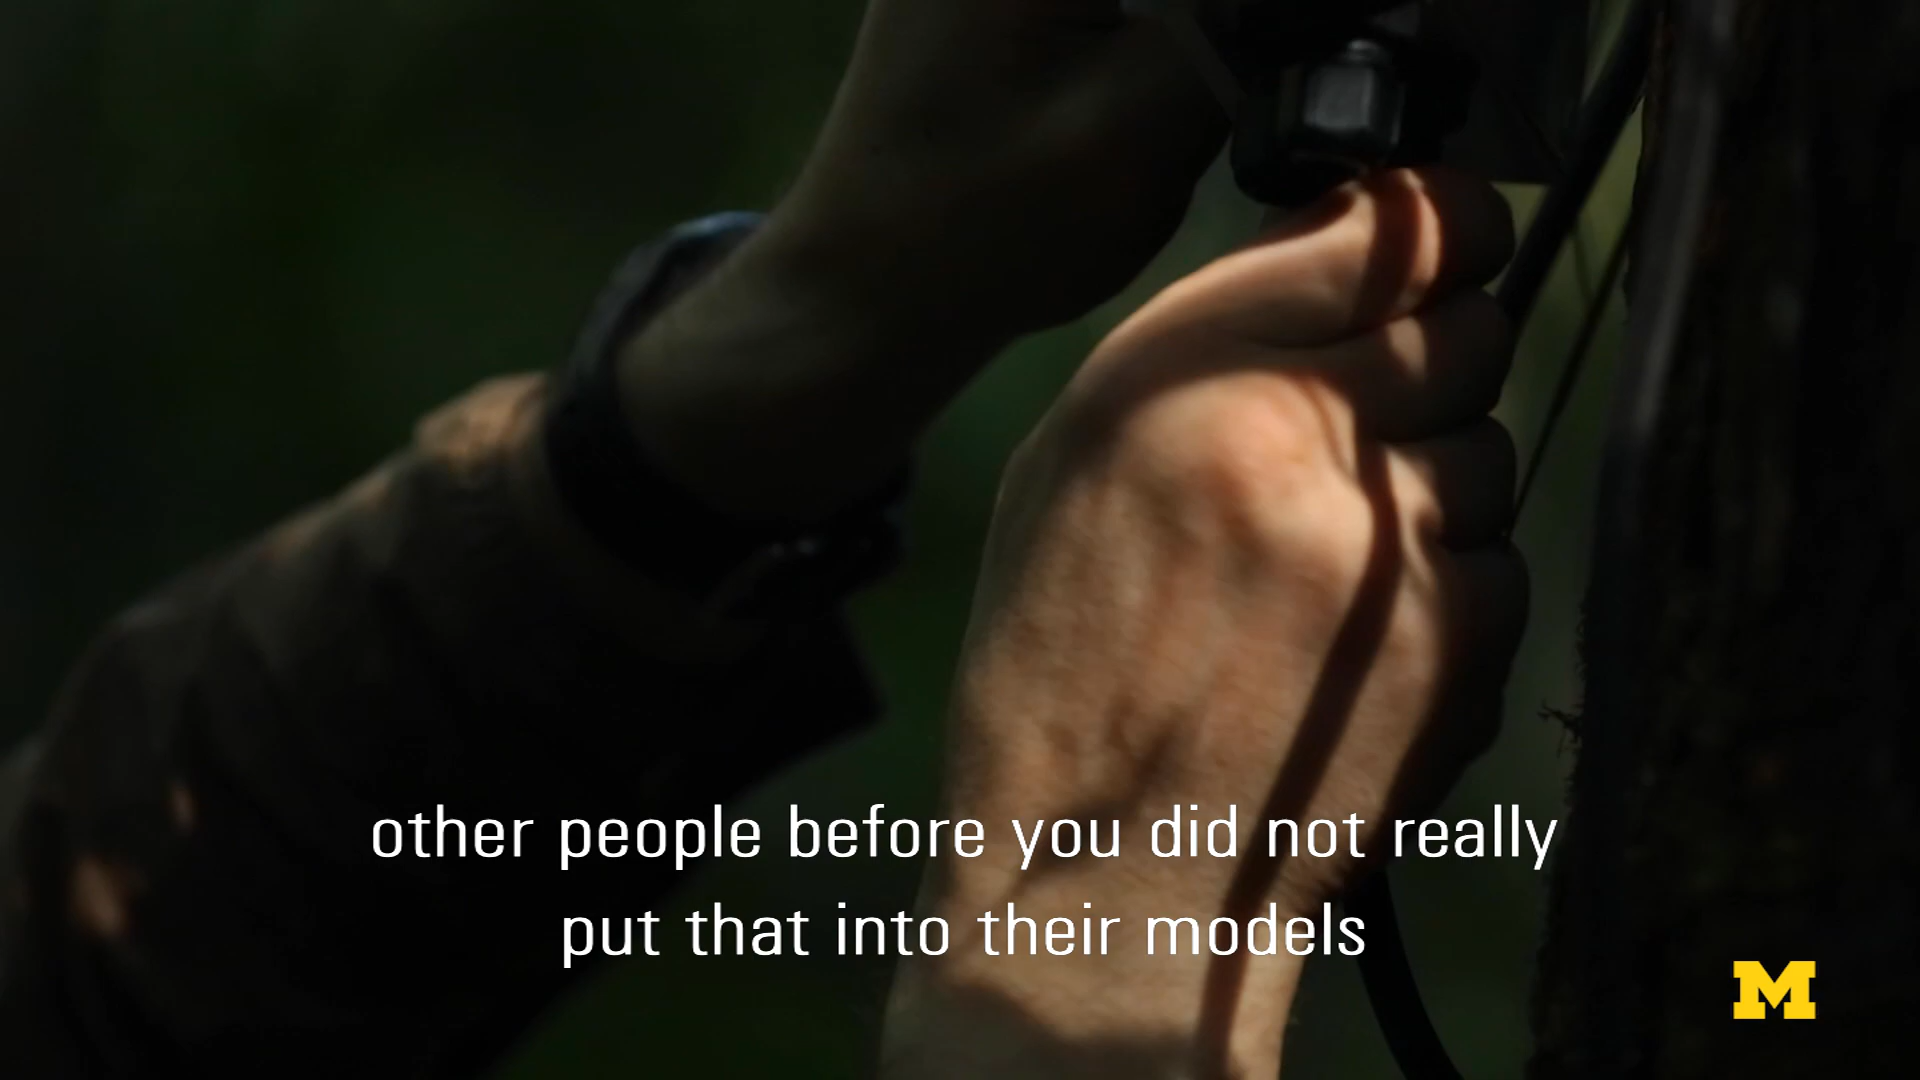 other people before you did not really
put that into their models
M